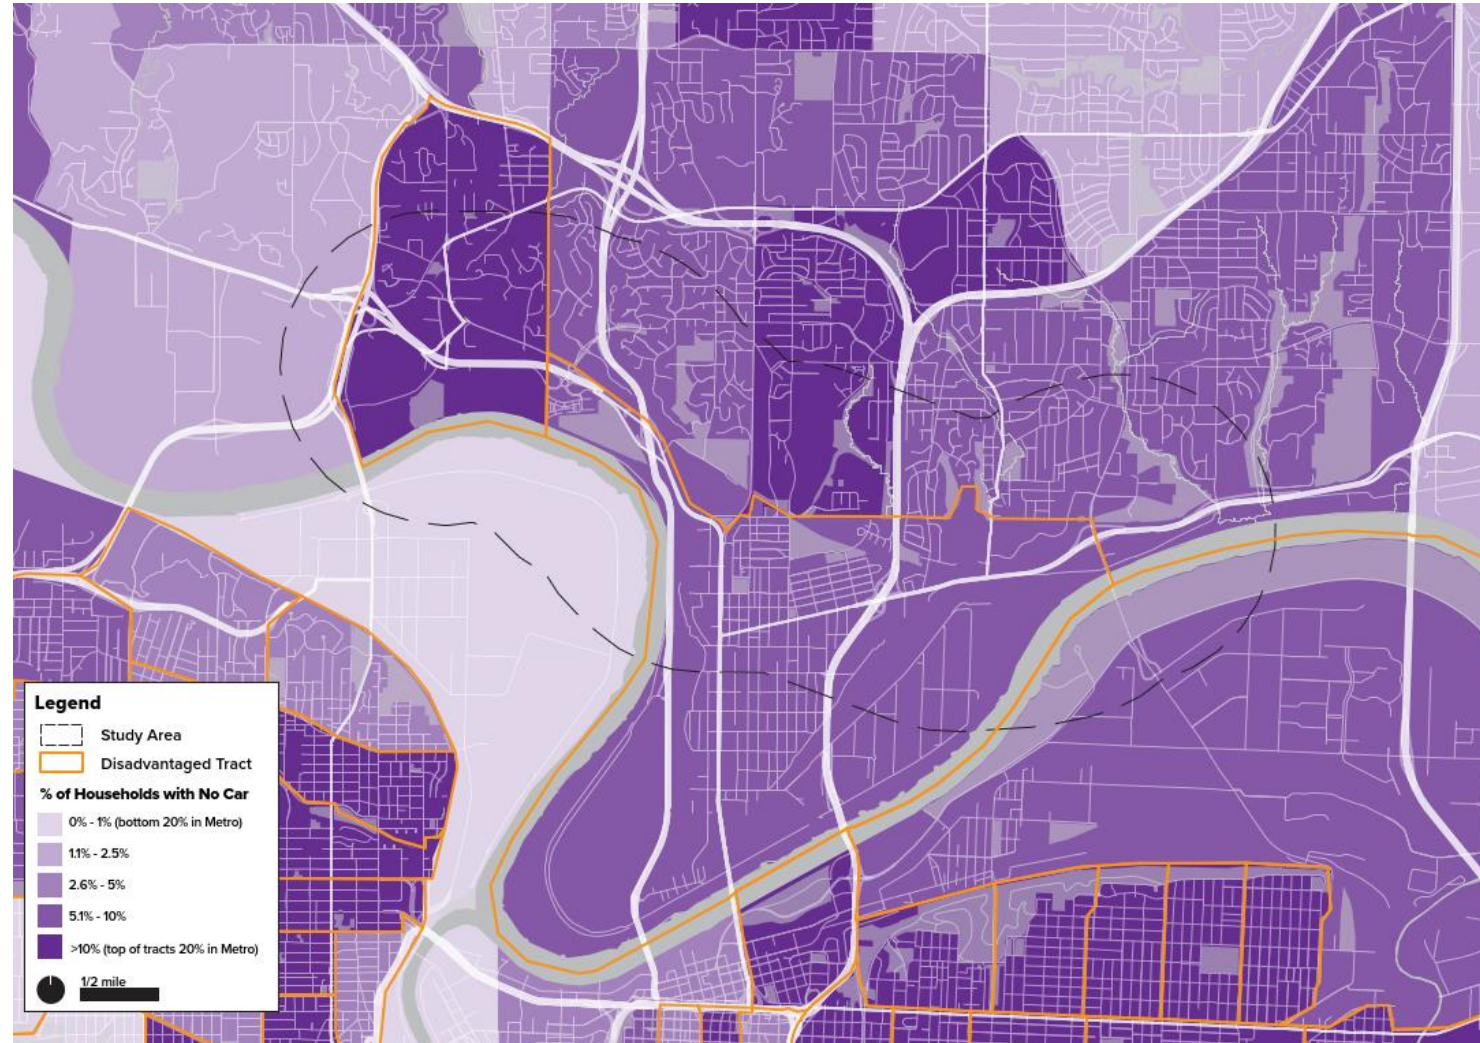 Legend
Study Area
Disadvantaged Tract
% of Households with No Car
0% - 1% (bottom 20% in Metro)
1.1% - 2.5%
2.6% - 5%
5.1% - 10%
>10% (top of tracts 20% in Metro)
1/2 mile